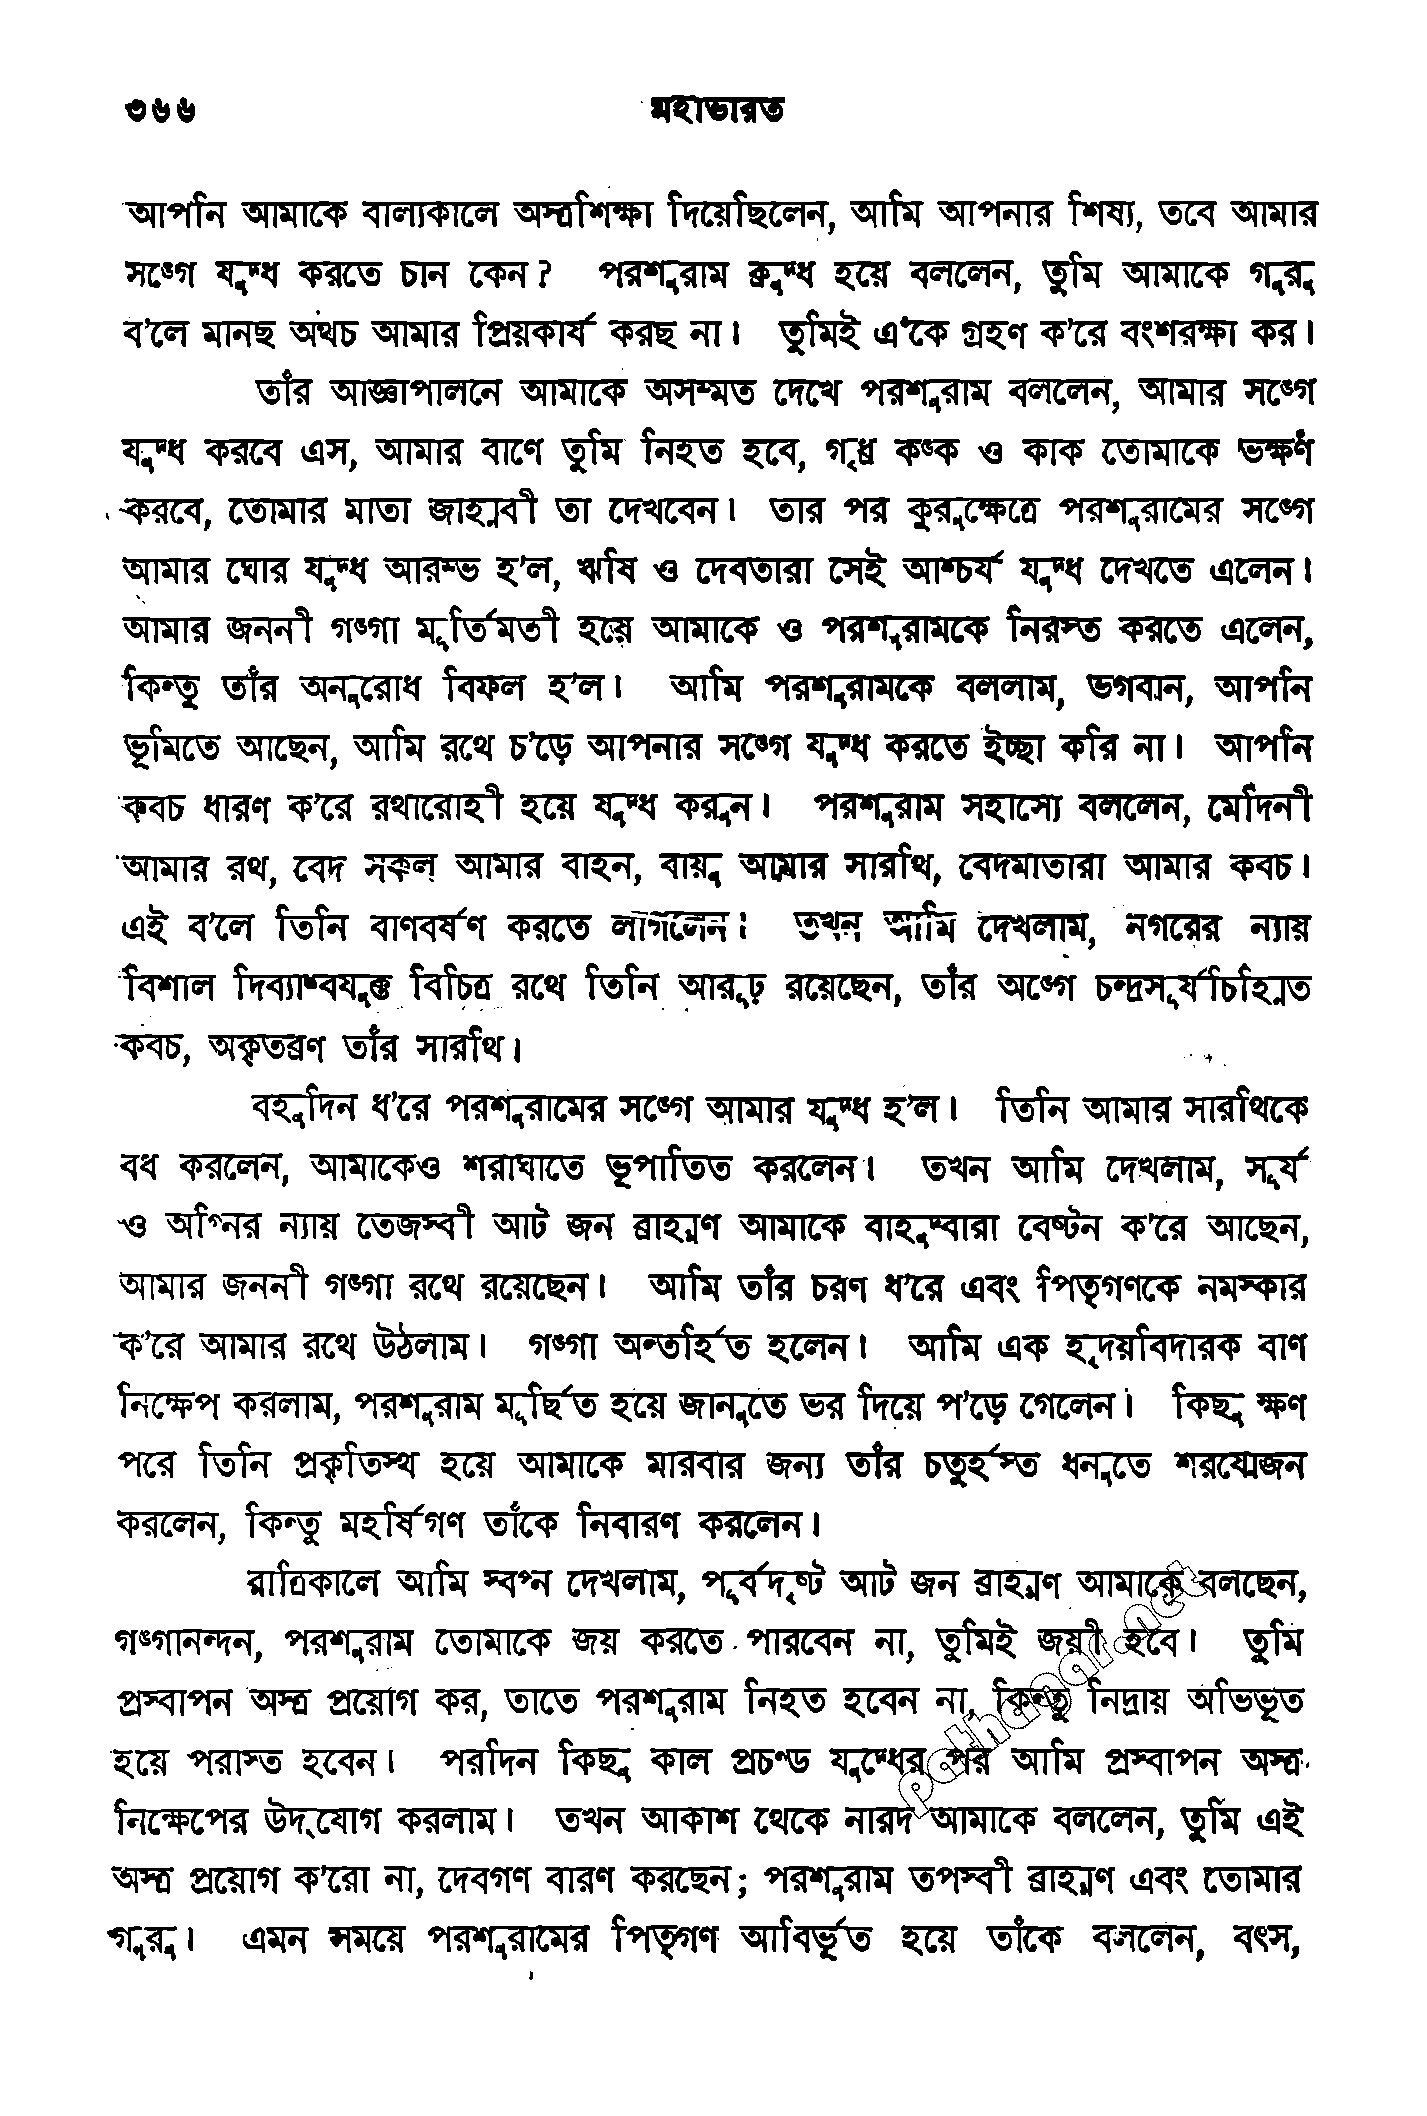 ৩৬৬
মহাভারত
আপনি আমাকে বাল্যকালে অস্ত্রশিক্ষা দিয়েছিলেন, আমি আপনার শিষ্য, তবে আমার
সঙ্গে যুদ্ধ করতে চান কেন? পরশুরাম ক্রুদ্ধ হয়ে বললেন, তুমি আমাকে গুরু
ব'লে মানছ অথচ আমার প্রিয়কার্য করছ না। তুমিই এঁকে গ্রহণ ক'রে বংশরক্ষা কর।
তাঁর আজ্ঞাপালনে আমাকে অসম্মত দেখে পরশুরাম বললেন, আমার সঙ্গে
যুদ্ধ করবে এস, আমার বাণে তুমি নিহত হবে, গৃধ্র কঙ্ক ও কাক তোমাকে ভক্ষণ
করবে, তোমার মাতা জাহ্নবী তা দেখবেন। তার পর কুরুক্ষেত্রে পরশুরামের সঙ্গে
আমার ঘোর যুদ্ধ আরম্ভ হ'ল, ঋষি ও দেবতারা সেই আশ্চর্য যুদ্ধ দেখতে এলেন।
আমার জননী গঙ্গা মূর্তিমতী হয়ে আমাকে ও পরশুরামকে নিরস্ত করতে এলেন,
কিন্তু তাঁর অনুরোধ বিফল হ'ল। আমি পরশুরামকে বললাম, ভগবান, আপনি
ভূমিতে আছেন, আমি রথে চ'ড়ে আপনার সঙ্গে যুদ্ধ করতে ইচ্ছা করি না। আপনি
কবচ ধারণ ক'রে রথারোহী হয়ে যুদ্ধ করুন। পরশুরাম সহাস্যে বললেন, মেদিনী
আমার রথ, বেদ সকল আমার বাহন, বায়ু আমার সারথি, বেদমাতারা আমার কবচ।
এই ব'লে তিনি বাণবর্ষণ করতে লাগলেন। তখন আমি দেখলাম, নগরের ন্যায়
বিশাল দিব্যাশ্বযুক্ত বিচিত্র রথে তিনি আরূঢ় রয়েছেন, তাঁর অঙ্গে চন্দ্রসূর্যচিহ্নিত
কবচ, অকৃতব্রণ তাঁর সারথি।
বহুদিন ধ'রে পরশুরামের সঙ্গে আমার যুদ্ধ হ'ল। তিনি আমার সারথিকে
বধ করলেন, আমাকেও শরাঘাতে ভূপাতিত করলেন। তখন আমি দেখলাম, সূর্য
ও অগ্নির ন্যায় তেজস্বী আট জন ব্রাহ্মণ আমাকে বাহুদ্বারা বেষ্টন ক'রে আছেন,
আমার জননী গঙ্গা রথে রয়েছেন। আমি তাঁর চরণ ধ'রে এবং পিতৃগণকে নমস্কার
ক'রে আমার রথে উঠলাম। গঙ্গা অন্তর্হিত হলেন। আমি এক হৃদয়বিদারক বাণ
নিক্ষেপ করলাম, পরশুরাম মূর্ছিত হয়ে জানুতে ভর দিয়ে প'ড়ে গেলেন। কিছু ক্ষণ
পরে তিনি প্রকৃতিস্থ হয়ে আমাকে মারবার জন্য তাঁর চতুর্হস্ত ধনুতে শরযোজন
করলেন, কিন্তু মহর্ষিগণ তাঁকে নিবারণ করলেন।
রাত্রিকালে আমি স্বপ্ন দেখলাম, পূর্বদৃষ্ট আট জন ব্রাহ্মণ আমাকে বলছেন,
গঙ্গানন্দন, পরশুরাম তোমাকে জয় করতে পারবেন না, তুমিই জয়ী হবে। তুমি
প্রস্বাপন অস্ত্র প্রয়োগ কর, তাতে পরশুরাম নিহত হবেন না, কিন্তু নিদ্রায় অভিভূত
হয়ে পরাস্ত হবেন। পরদিন কিছু কাল প্রচণ্ড যুদ্ধের পর আমি প্রস্বাপন অস্ত্র
নিক্ষেপের উদ্‌যোগ করলাম। তখন আকাশ থেকে নারদ আমাকে বললেন, তুমি এই
অস্ত্র প্রয়োগ ক'রো না, দেবগণ বারণ করছেন; পরশুরাম তপস্বী ব্রাহ্মণ এবং তোমার
গুরু। এমন সময়ে পরশুরামের পিতৃগণ আবির্ভূত হয়ে তাঁকে বললেন, বৎস,
pathagar.net